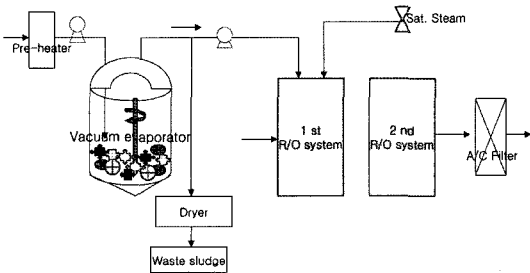 Sat. Steam
Pre-heater
Vacuum evaporator
1 st
R/O system
2 nd
R/O system
A/C Filter
Dryer
Waste sludge